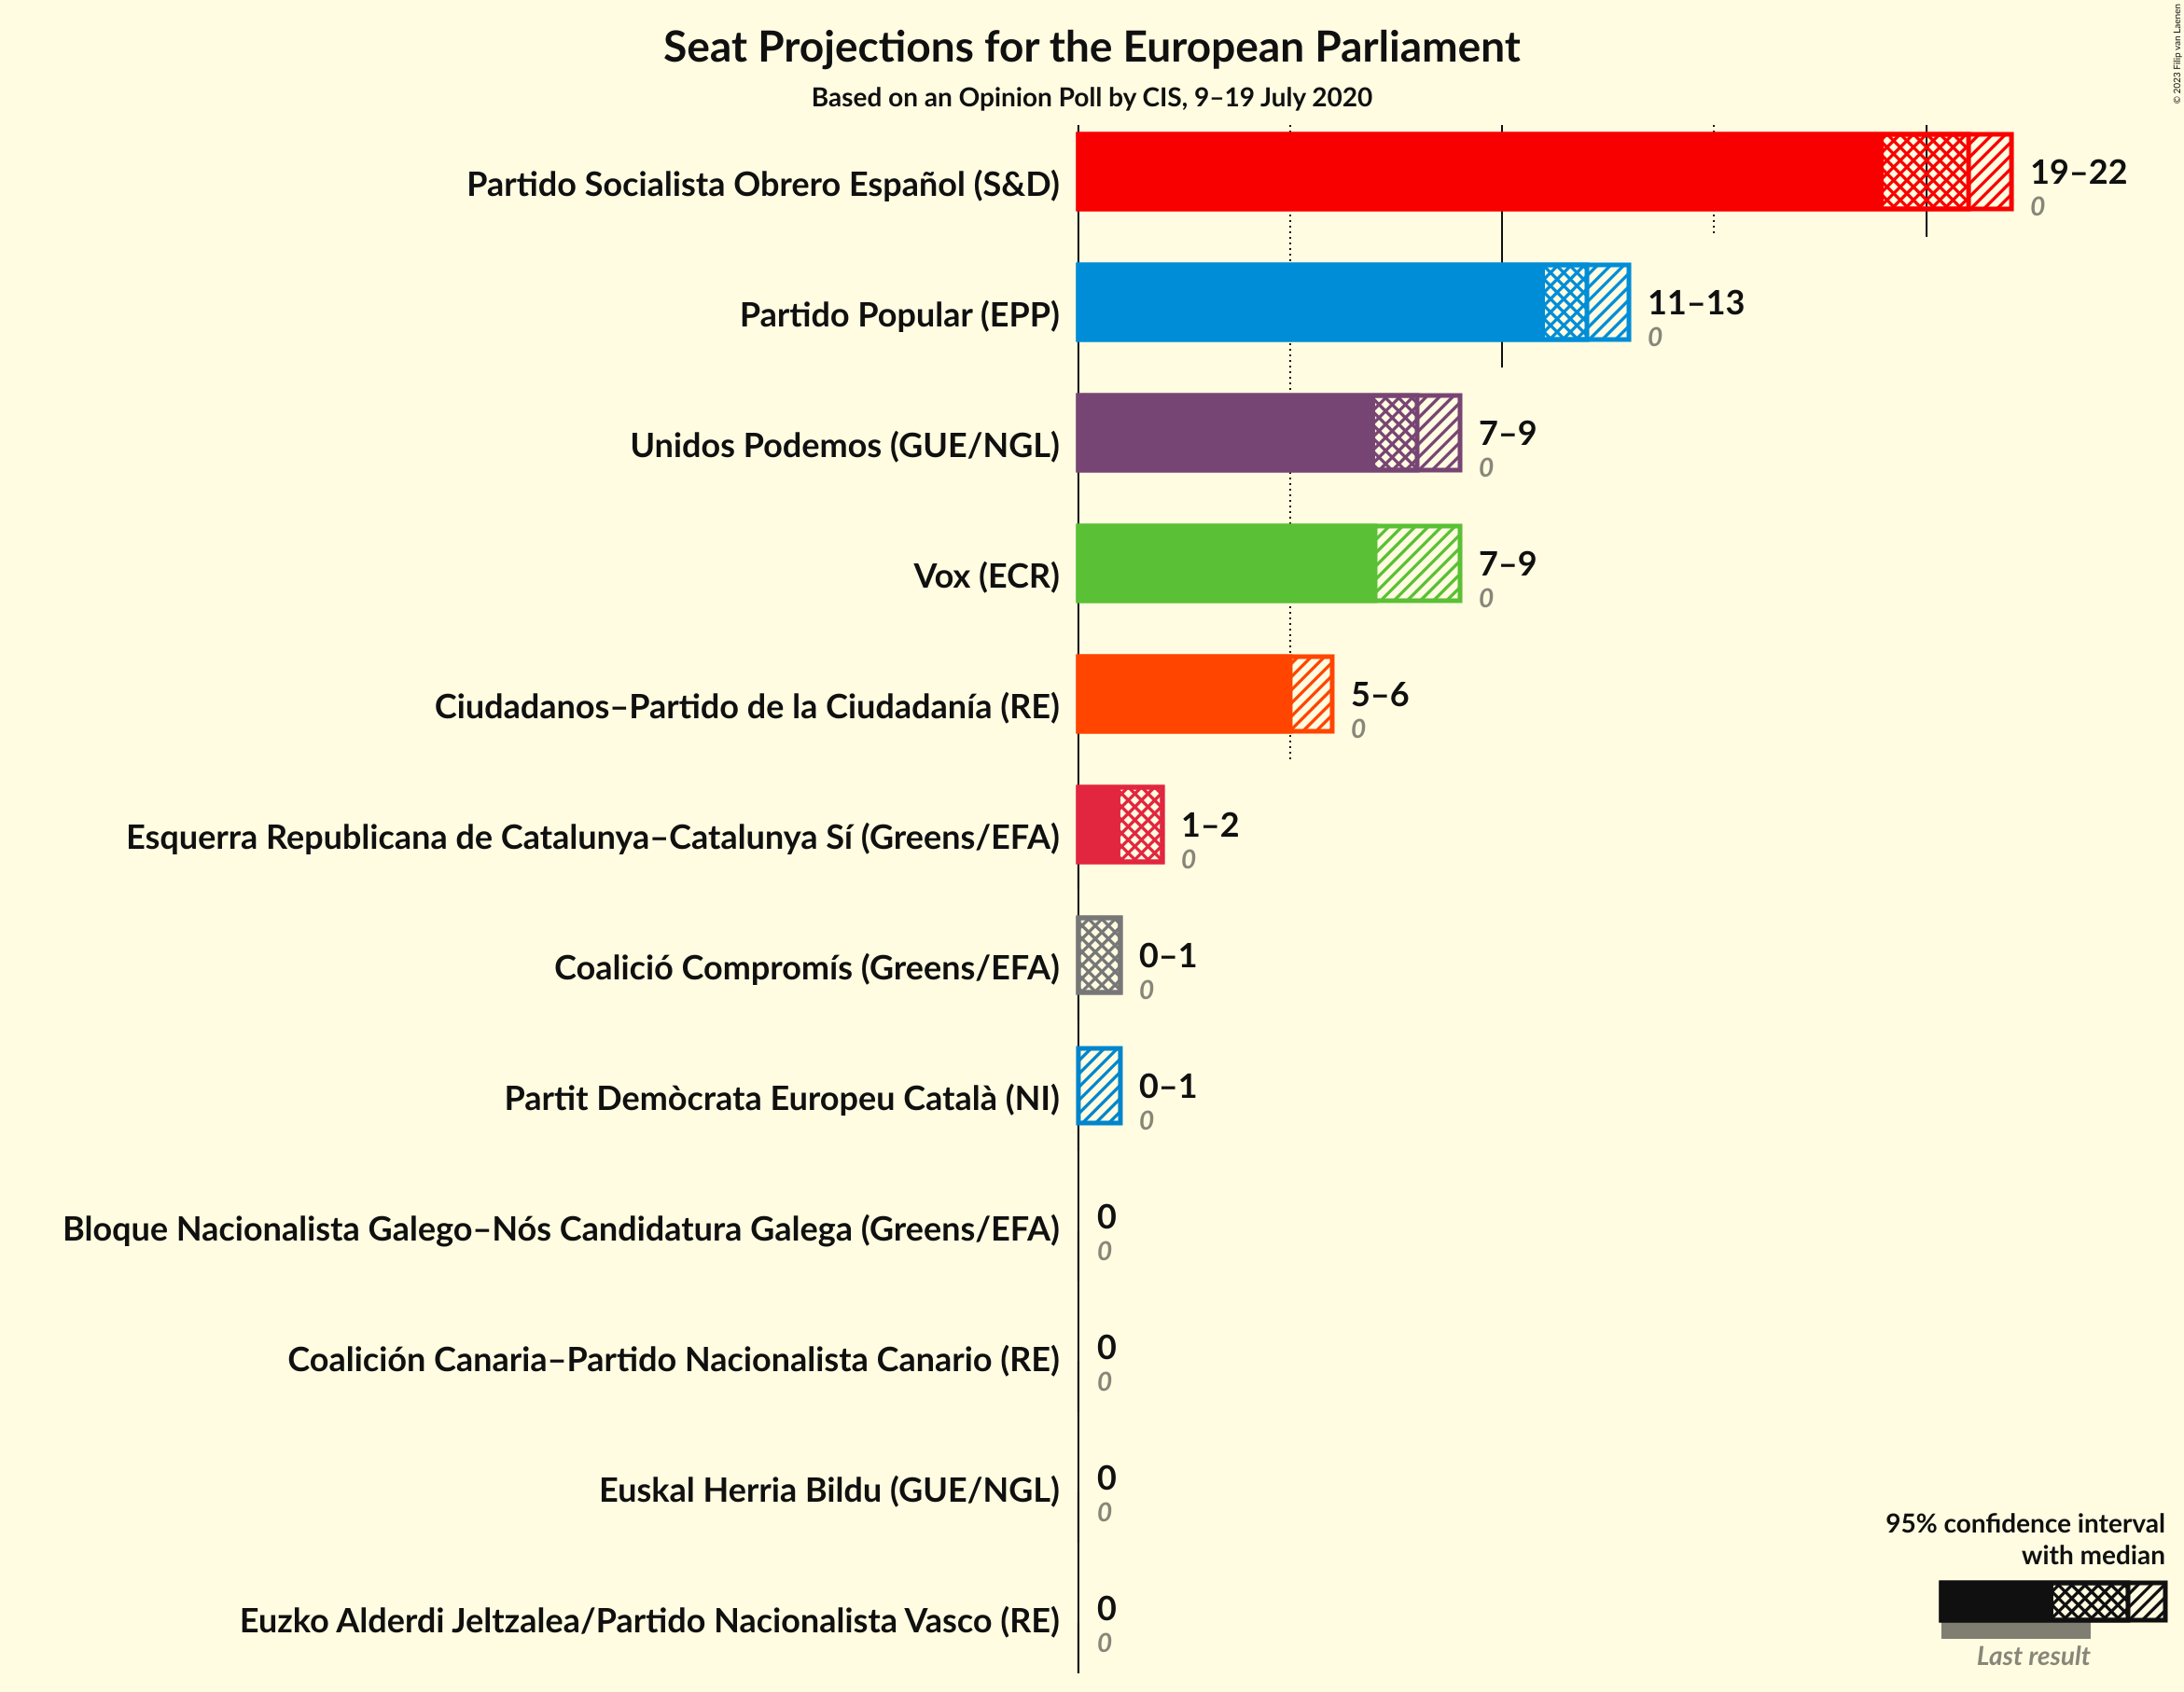 Seat Projections for the European Parliament
Based on an Opinion Poll by CIS, 9–19 July 2020
© 2023 Filip van Laenen
Partido Socialista Obrero Español (S&D)
19–22
0
Partido Popular (EPP)
11–13
0
Unidos Podemos (GUE/NGL)
7–9
0
Vox (ECR)
7–9
0
Ciudadanos–Partido de la Ciudadanía (RE)
5–6
0
Esquerra Republicana de Catalunya–Catalunya Sí (Greens/EFA)
1–2
0
Coalició Compromís (Greens/EFA)
0–1
0
Partit Demòcrata Europeu Català (NI)
0–1
0
Bloque Nacionalista Galego–Nós Candidatura Galega (Greens/EFA)
0
0
Coalición Canaria–Partido Nacionalista Canario (RE)
0
0
Euskal Herria Bildu (GUE/NGL)
0
0
Euzko Alderdi Jeltzalea/Partido Nacionalista Vasco (RE)
0
0
95% confidence interval
with median
Last result